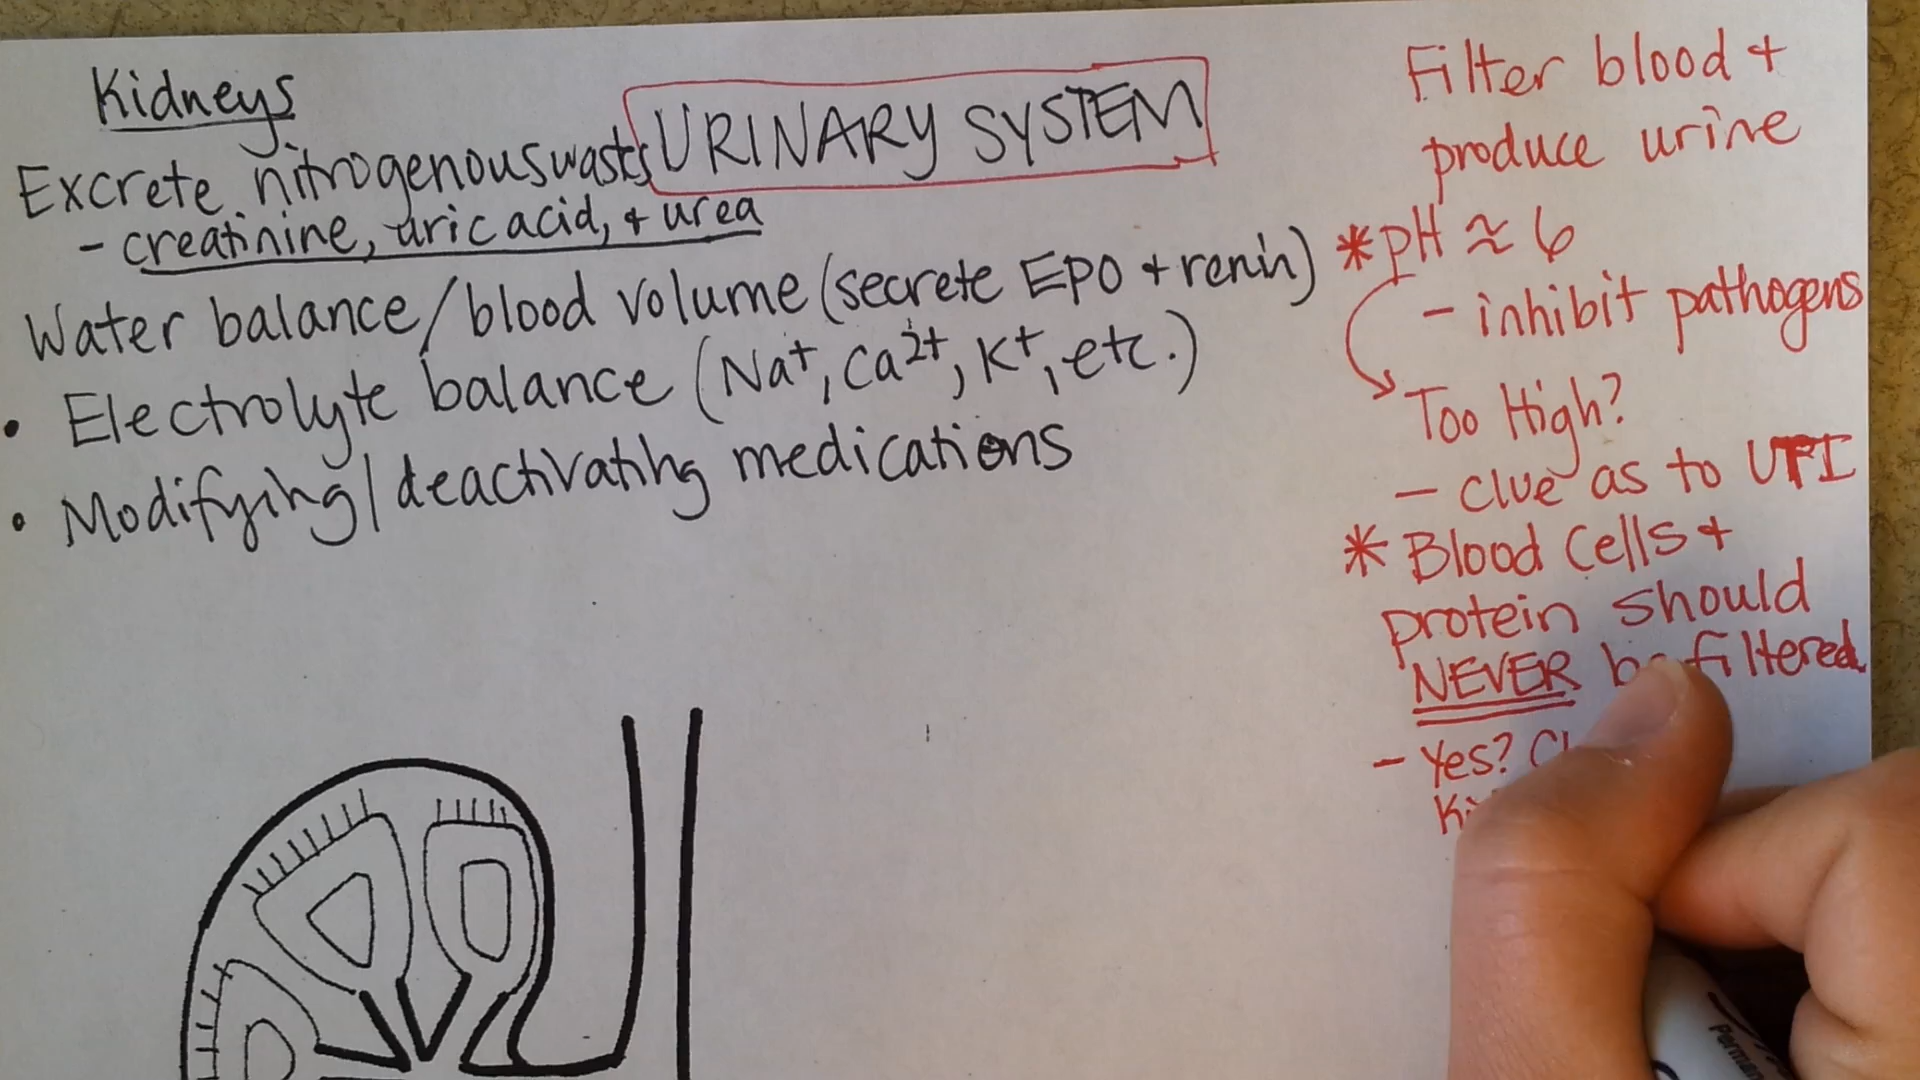 Kidneys
URINARY SYSTEM
Excrete nitrogenous wastes
- creatinine, uric acid, + urea
Water balance/blood volume (secrete EPO + renin)
• Electrolyte balance (Na+, Ca2+, K+, etc.)
• Modifying/deactivating medications
Filter blood +
produce urine
*pH ≈ 6
- inhibit pathogens
Too High?
- clue as to UTI
* Blood Cells +
protein should
NEVER be filtered
- Yes?